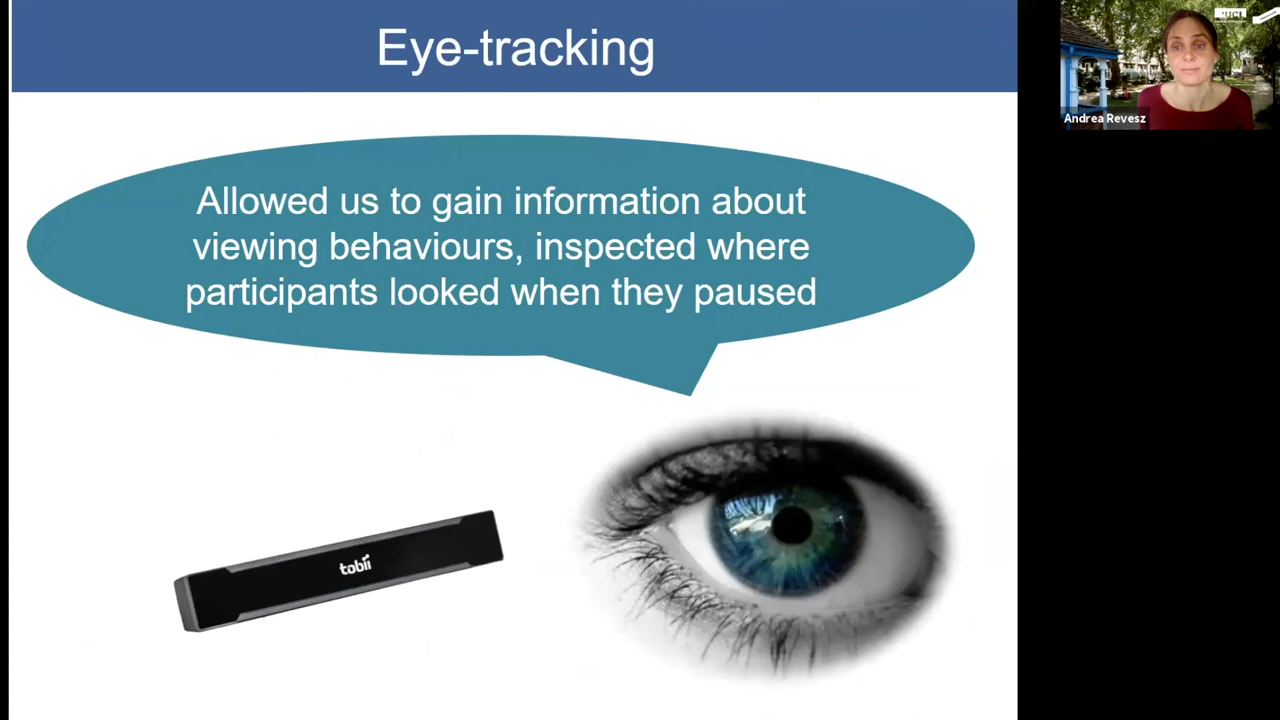 Eye-tracking
Allowed us to gain information about
viewing behaviours, inspected where
participants looked when they paused
tobii
Andrea Revesz